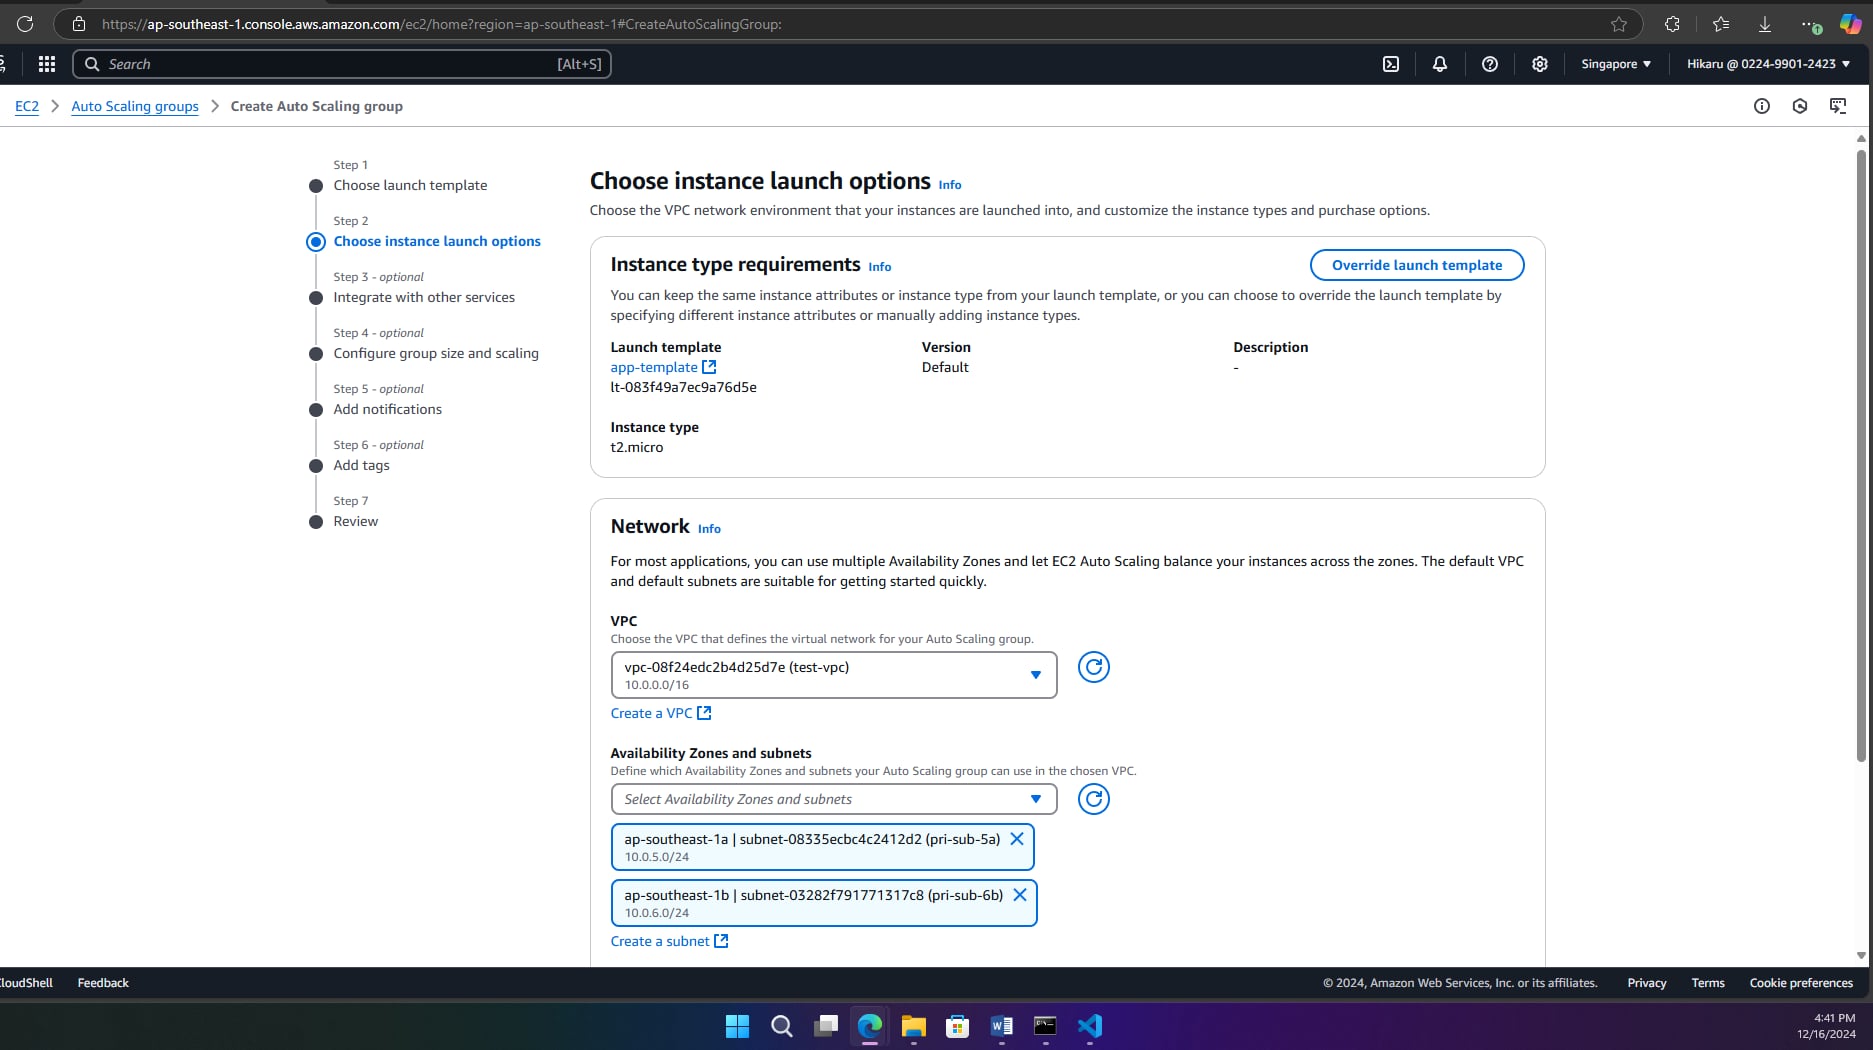 https://ap-southeast-1.console.aws.amazon.com/ec2/home?region=ap-southeast-1#CreateAutoScalingGroup:
Search [Alt+S] Singapore Hikaru @ 0224-9901-2423
EC2 Auto Scaling groups Create Auto Scaling group
Step 1
Choose launch template
Step 2
Choose instance launch options
Step 3 - optional
Integrate with other services
Step 4 - optional
Configure group size and scaling
Step 5 - optional
Add notifications
Step 6 - optional
Add tags
Step 7
Review
Choose instance launch options Info
Choose the VPC network environment that your instances are launched into, and customize the instance types and purchase options.
Instance type requirements Info
Override launch template
You can keep the same instance attributes or instance type from your launch template, or you can choose to override the launch template by
specifying different instance attributes or manually adding instance types.
Launch template Version Description
app-template Default -
lt-083f49a7ec9a76d5e
Instance type
t2.micro
Network Info
For most applications, you can use multiple Availability Zones and let EC2 Auto Scaling balance your instances across the zones. The default VPC
and default subnets are suitable for getting started quickly.
VPC
Choose the VPC that defines the virtual network for your Auto Scaling group.
vpc-08f24edc2b4d25d7e (test-vpc)
10.0.0.0/16
Create a VPC
Availability Zones and subnets
Define which Availability Zones and subnets your Auto Scaling group can use in the chosen VPC.
Select Availability Zones and subnets
ap-southeast-1a | subnet-08335ecbc4c2412d2 (pri-sub-5a)
10.0.5.0/24
ap-southeast-1b | subnet-03282f791771317c8 (pri-sub-6b)
10.0.6.0/24
Create a subnet
loudShell Feedback © 2024, Amazon Web Services, Inc. or its affiliates. Privacy Terms Cookie preferences
4:41 PM
12/16/2024